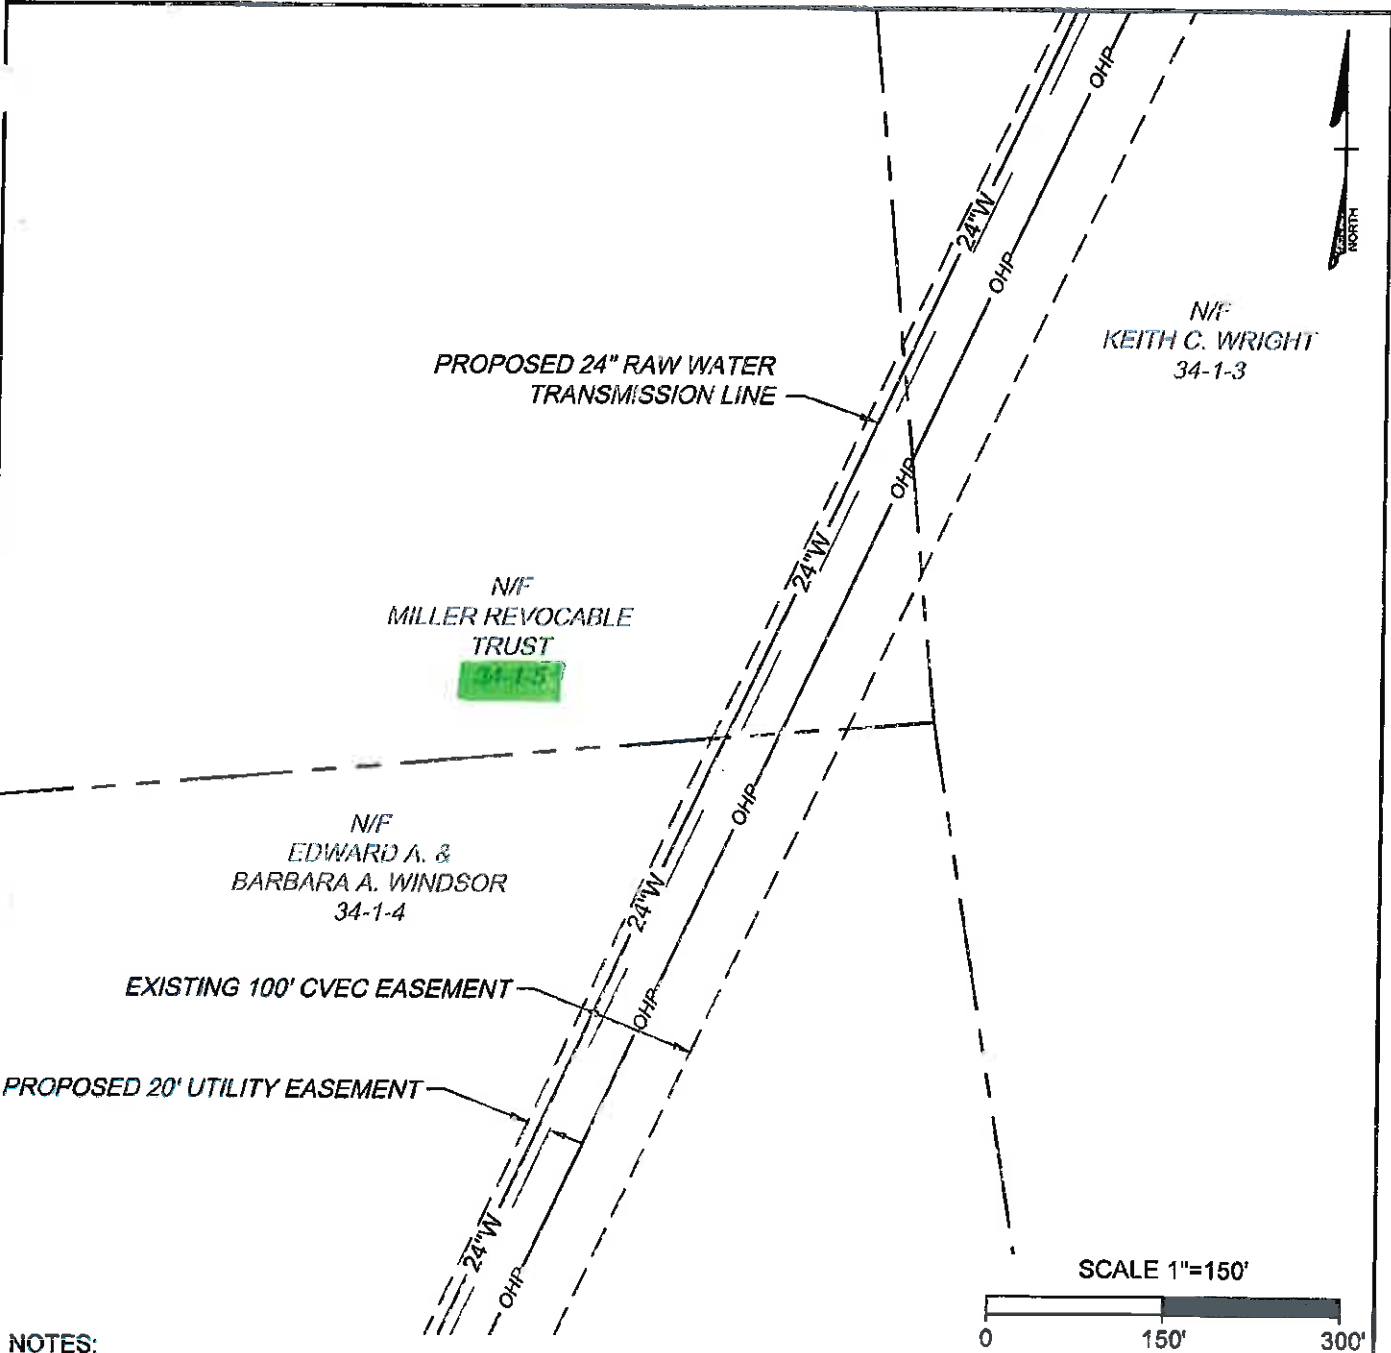 OHP
24"W
OHP
NORTH
N/F
KEITH C. WRIGHT
34-1-3
PROPOSED 24" RAW WATER
TRANSMISSION LINE
OHP
24"W
N/F
MILLER REVOCABLE
TRUST
34-1-5
OHP
N/F
EDWARD A. &
BARBARA A. WINDSOR
34-1-4
24"W
EXISTING 100' CVEC EASEMENT
OHP
PROPOSED 20' UTILITY EASEMENT
24"W
OHP
SCALE 1"=150'
0 150' 300'
NOTES: